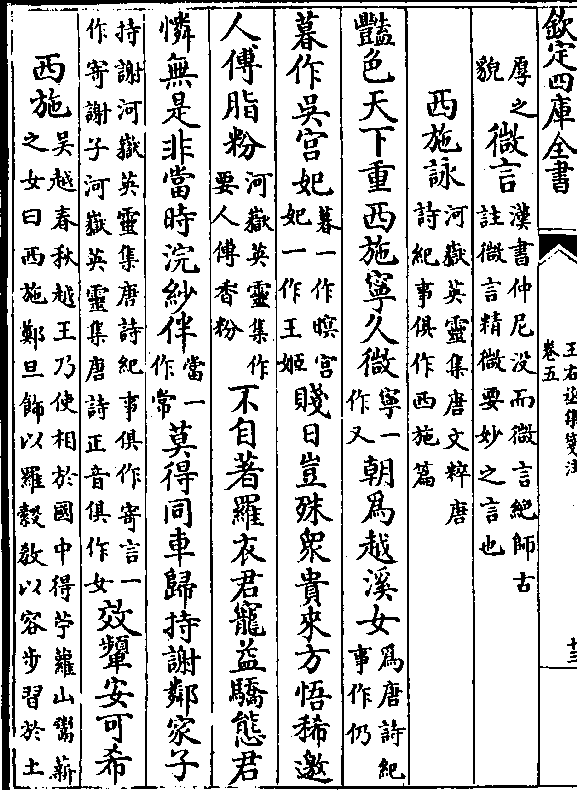 欽定四庫全書
王右丞集箋注
卷五
十三
厚之
貌
微言
漢書仲尼没而微言絶師古
註微言精微要妙之言也
西施詠
河嶽英靈集唐文粹唐
詩紀事俱作西施篇
豔色天下重西施寧久微
寧一
作又
朝為越溪女
為唐詩紀
事作仍
暮作吳宫妃
暮一作暝宫
妃一作王姬
賤日豈殊衆貴來方悟稀邀
人傅脂粉
河嶽英靈集作
要人傅香粉
不自著羅衣君寵益驕態君
憐無是非當時浣紗伴
當一
作常
莫得同車歸持謝鄰家子
持謝河嶽英靈集唐詩紀事俱作寄言一
作寄謝子河嶽英靈集唐詩正音俱作女
效顰安可希
西施
吳越春秋越王乃使相於國中得苧蘿山鬻薪
之女曰西施鄭旦飾以羅縠教以容步習於土